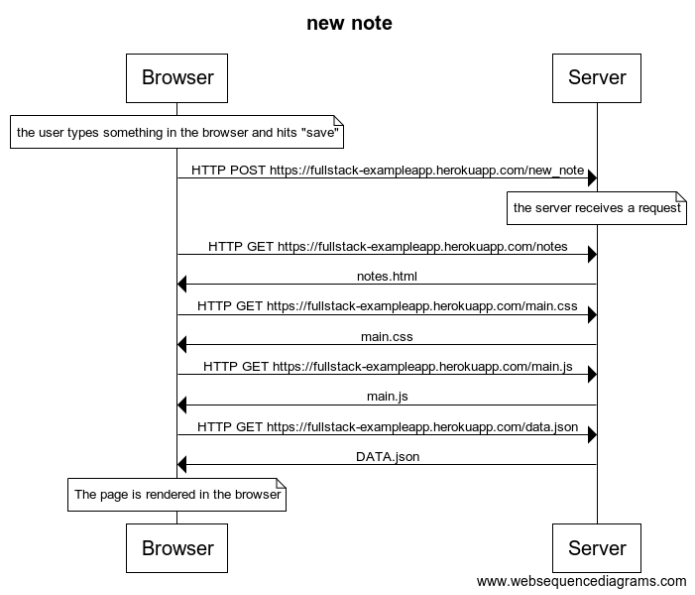 new note
Browser
Server
the user types something in the browser and hits "save"
HTTP POST https://fullstack-exampleapp.herokuapp.com/new_note
the server receives a request
HTTP GET https://fullstack-exampleapp.herokuapp.com/notes
notes.html
HTTP GET https://fullstack-exampleapp.herokuapp.com/main.css
main.css
HTTP GET https://fullstack-exampleapp.herokuapp.com/main.js
main.js
HTTP GET https://fullstack-exampleapp.herokuapp.com/data.json
DATA.json
The page is rendered in the browser
Browser
Server
www.websequencediagrams.com